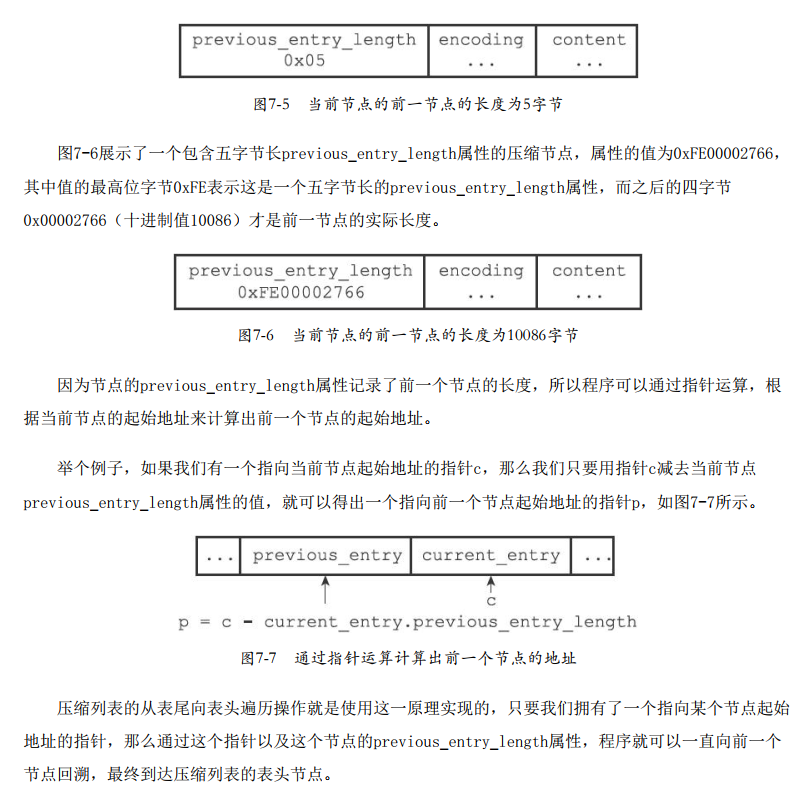 previous_entry_length encoding content
0x05 ... ...
图7-5 当前节点的前一节点的长度为5字节
图7-6展示了一个包含五字节长previous_entry_length属性的压缩节点，属性的值为0xFE00002766，
其中值的最高位字节0xFE表示这是一个五字节长的previous_entry_length属性，而之后的四字节
0x00002766（十进制值10086）才是前一节点的实际长度。
previous_entry_length encoding content
0xFE00002766 ... ...
图7-6 当前节点的前一节点的长度为10086字节
因为节点的previous_entry_length属性记录了前一个节点的长度，所以程序可以通过指针运算，根
据当前节点的起始地址来计算出前一个节点的起始地址。
举个例子，如果我们有一个指向当前节点起始地址的指针c，那么我们只要用指针c减去当前节点
previous_entry_length属性的值，就可以得出一个指向前一个节点起始地址的指针p，如图7-7所示。
... previous_entry current_entry ...
c
p = c - current_entry.previous_entry_length
图7-7 通过指针运算计算出前一个节点的地址
压缩列表的从表尾向表头遍历操作就是使用这一原理实现的，只要我们拥有了一个指向某个节点起始
地址的指针，那么通过这个指针以及这个节点的previous_entry_length属性，程序就可以一直向前一个
节点回溯，最终到达压缩列表的表头节点。